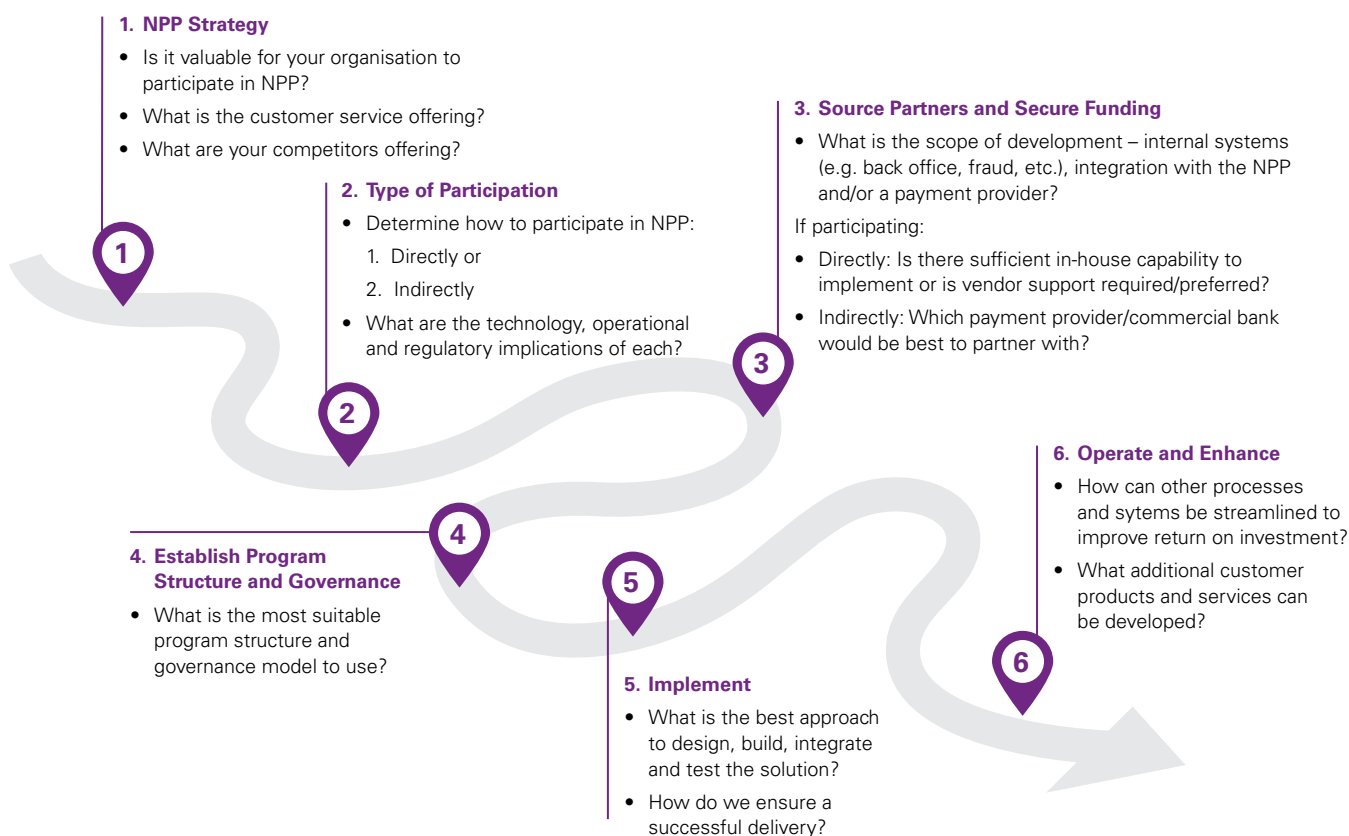 1. NPP Strategy
• Is it valuable for your organisation to
participate in NPP?
• What is the customer service offering?
• What are your competitors offering?
2. Type of Participation
• Determine how to participate in NPP:
1. Directly or
2. Indirectly
• What are the technology, operational
and regulatory implications of each?
3. Source Partners and Secure Funding
• What is the scope of development – internal systems
(e.g. back office, fraud, etc.), integration with the NPP
and/or a payment provider?
If participating:
• Directly: Is there sufficient in-house capability to
implement or is vendor support required/preferred?
• Indirectly: Which payment provider/commercial bank
would be best to partner with?
1
2
3
4
5
6
4. Establish Program
Structure and Governance
• What is the most suitable
program structure and
governance model to use?
5. Implement
• What is the best approach
to design, build, integrate
and test the solution?
• How do we ensure a
successful delivery?
6. Operate and Enhance
• How can other processes
and sytems be streamlined to
improve return on investment?
• What additional customer
products and services can
be developed?